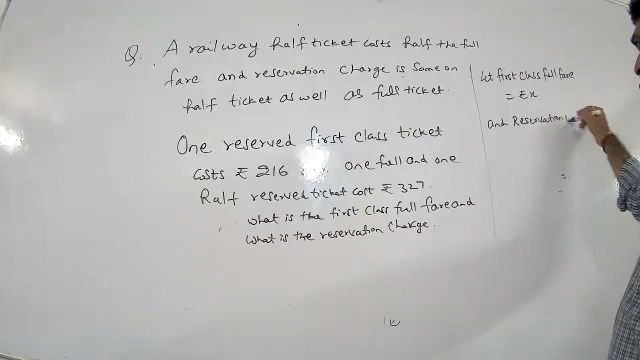 Q. A railway half ticket costs half the full
fare and reservation charge is same on
half ticket as well as full ticket.
One reserved first class ticket
costs ₹ 216 one full and one
half reserved ticket cost ₹ 327.
what is the first class full fare and
what is the reservation charge.
Let first class full fare
= ₹x
and Reservation
=